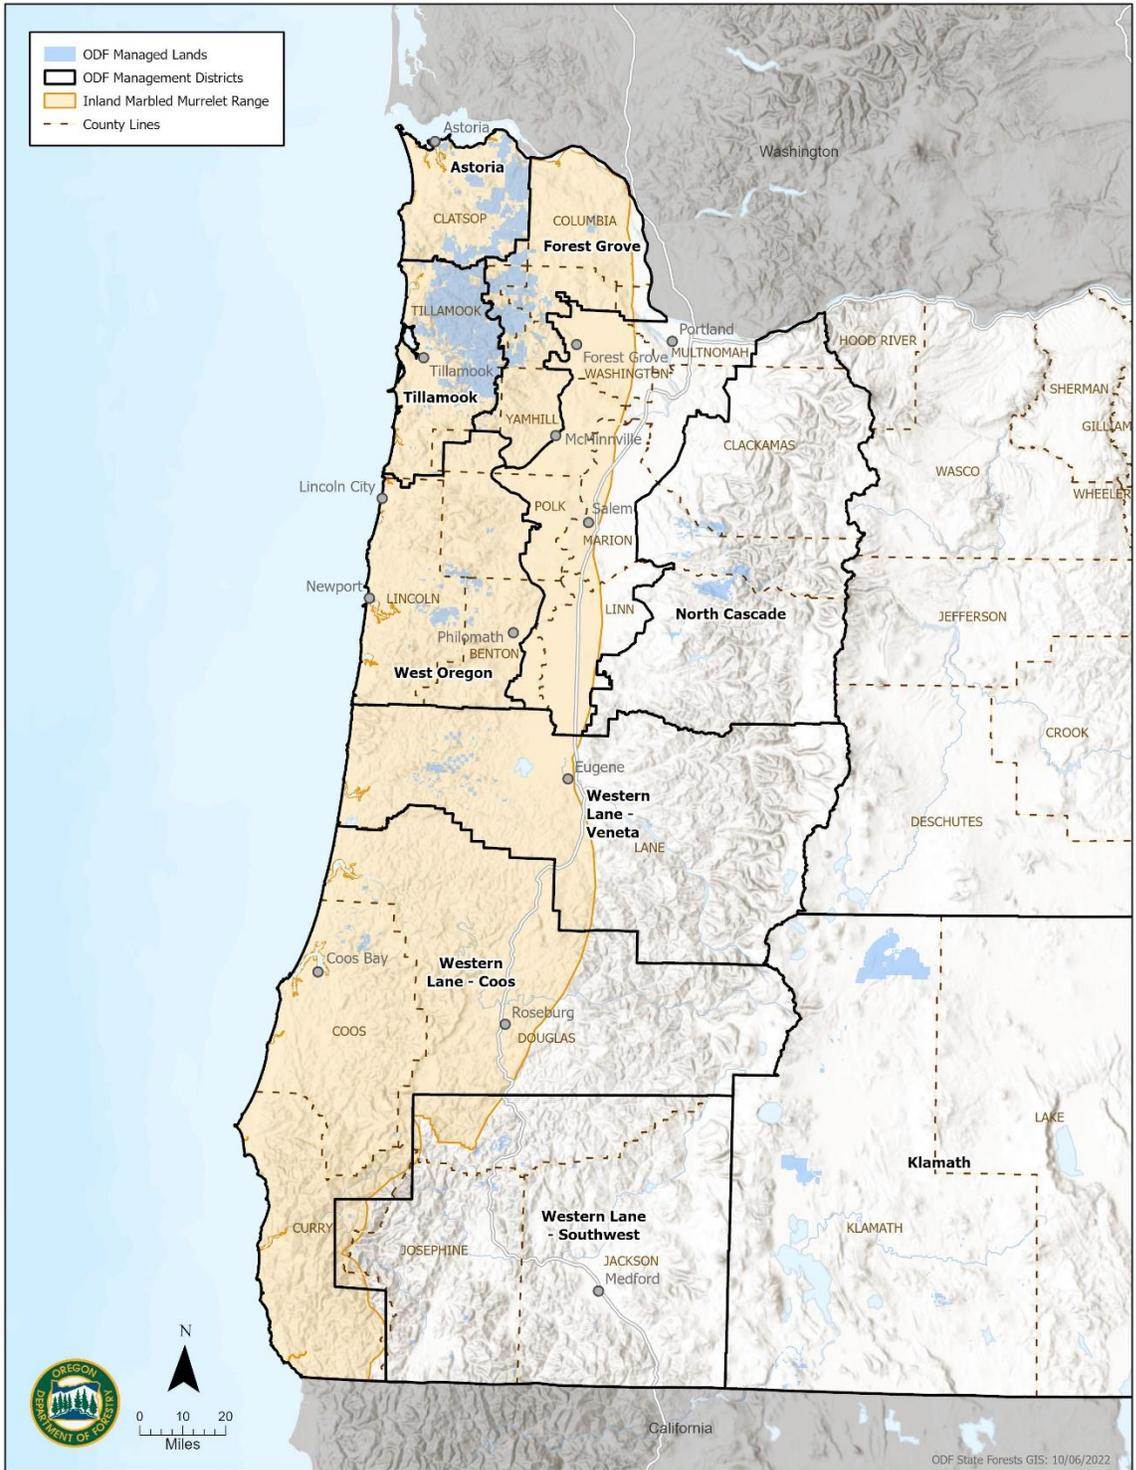 ODF Managed Lands
ODF Management Districts
Inland Marbled Murrelet Range
County Lines
Astoria
Washington
Astoria
CLATSOP
COLUMBIA
Forest Grove
TILLAMOOK
Portland
HOOD RIVER
Forest Grove
MULTNOMAH
Tillamook
WASHINGTON
SHERMAN
Tillamook
YAMHILL
GILLIAM
McMinnville
CLACKAMAS
WASCO
Lincoln City
WHEELER
POLK
Salem
MARION
Newport
LINCOLN
LINN
North Cascade
JEFFERSON
Philomath
BENTON
West Oregon
CROOK
Eugene
Western
Lane -
Veneta
DESCHUTES
LANE
Coos Bay
Western
Lane - Coos
Roseburg
COOS
DOUGLAS
LAKE
Klamath
Western Lane
- Southwest
CURRY
KLAMATH
JOSEPHINE
JACKSON
Medford
N
OREGON
DEPARTMENT OF FORESTRY
0 10 20
Miles
California
ODF State Forests GIS: 10/06/2022